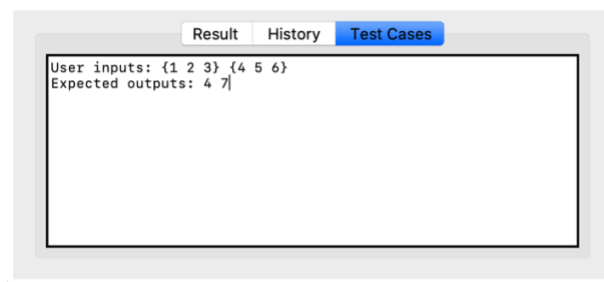 Result History Test Cases
User inputs: {1 2 3} {4 5 6}
Expected outputs: 4 7